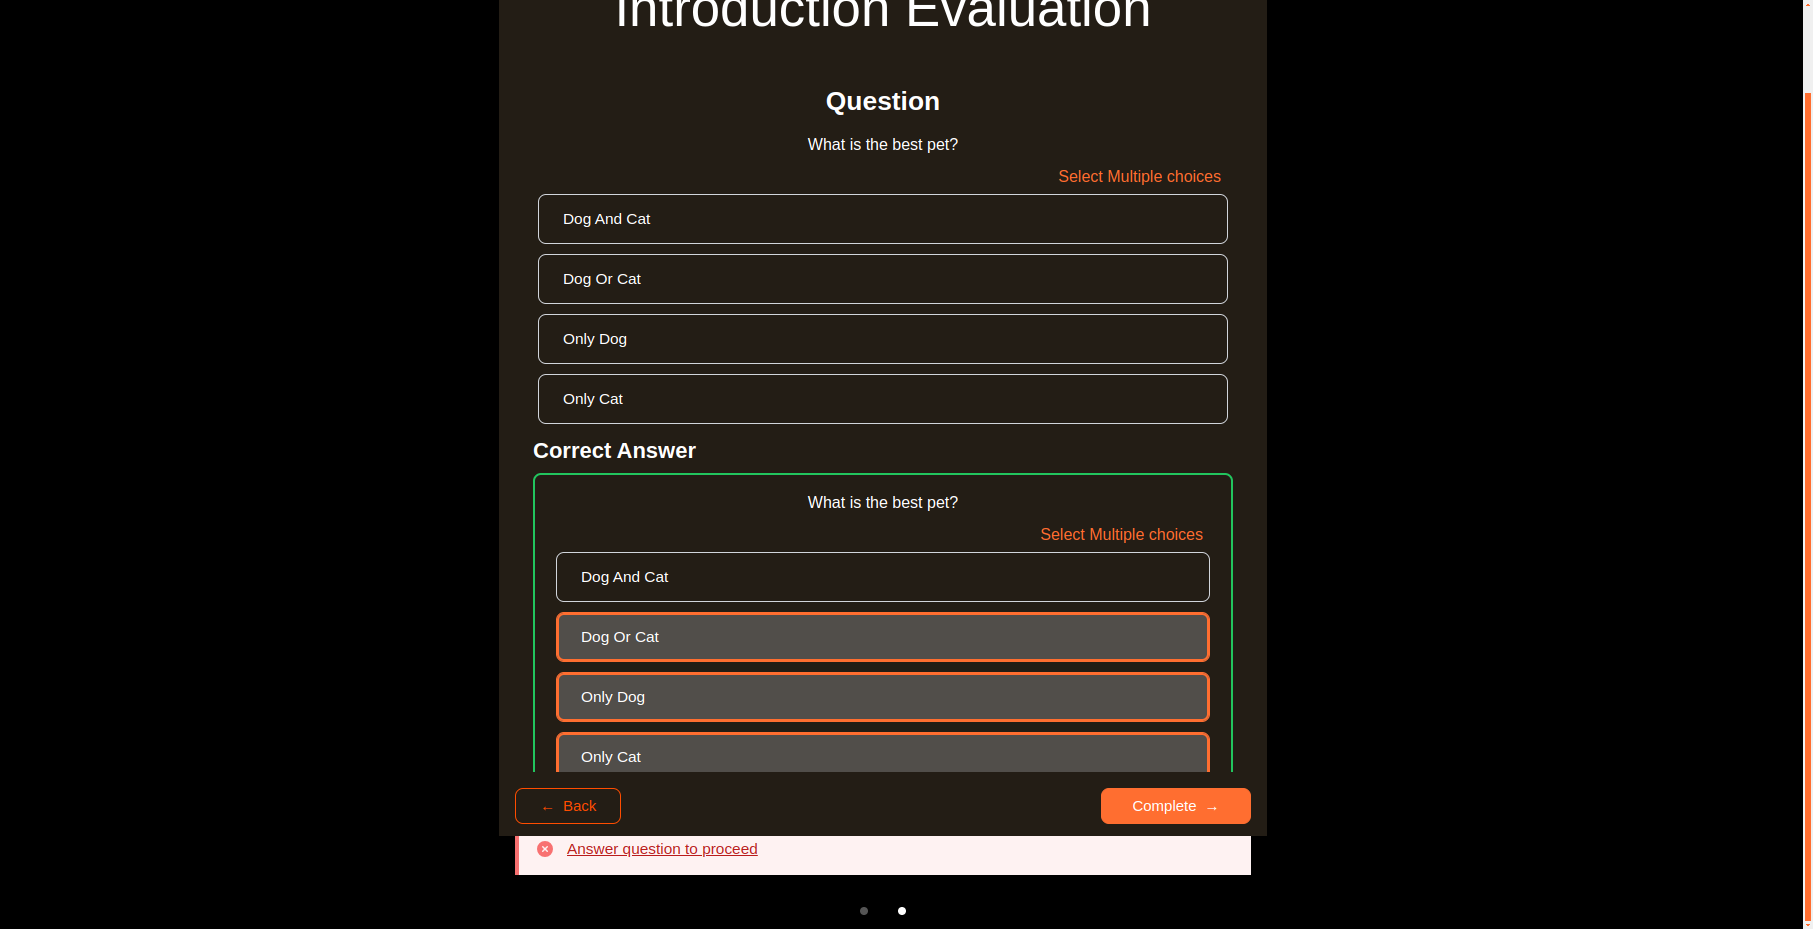 Introduction Evaluation
Question
What is the best pet?
Select Multiple choices
Dog And Cat
Dog Or Cat
Only Dog
Only Cat
Correct Answer
What is the best pet?
Select Multiple choices
Dog And Cat
Dog Or Cat
Only Dog
Only Cat
← Back
Complete →
Answer question to proceed